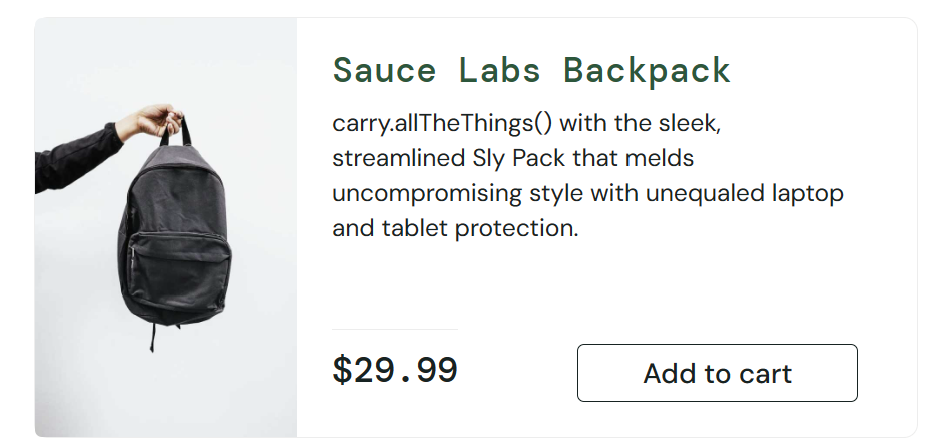 Sauce Labs Backpack
carry.allTheThings() with the sleek,
streamlined Sly Pack that melds
uncompromising style with unequaled laptop
and tablet protection.
$29.99
Add to cart